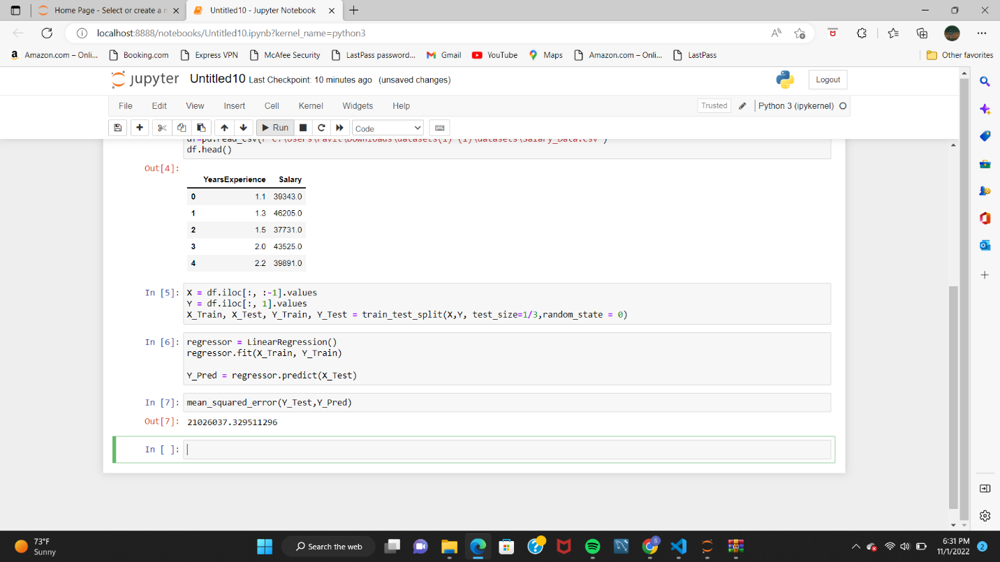 Home Page - Select or create a n
Untitled10 - Jupyter Notebook
localhost:8888/notebooks/Untitled10.ipynb?kernel_name=python3
Amazon.com – Onli...
Booking.com
Express VPN
McAfee Security
LastPass password...
Gmail
YouTube
Maps
Amazon.com – Onli...
LastPass
Other favorites
jupyter Untitled10 Last Checkpoint: 10 minutes ago (unsaved changes)
Logout
File Edit View Insert Cell Kernel Widgets Help
Trusted
Python 3 (ipykernel)
Run
Code
df=pd.read_csv(r"C:\Users\Pavit\Downloads\datasets(1) (1)\datasets\Salary_Data.csv")
df.head()
Out[4]:
YearsExperience Salary
0 1.1 39343.0
1 1.3 46205.0
2 1.5 37731.0
3 2.0 43525.0
4 2.2 39891.0
In [5]: X = df.iloc[:, :-1].values
Y = df.iloc[:, 1].values
X_Train, X_Test, Y_Train, Y_Test = train_test_split(X,Y, test_size=1/3,random_state = 0)
In [6]: regressor = LinearRegression()
regressor.fit(X_Train, Y_Train)
Y_Pred = regressor.predict(X_Test)
In [7]: mean_squared_error(Y_Test,Y_Pred)
Out[7]: 21026037.329511296
In [ ]:
73°F
Sunny
Search the web
S
6:31 PM
11/1/2022
2